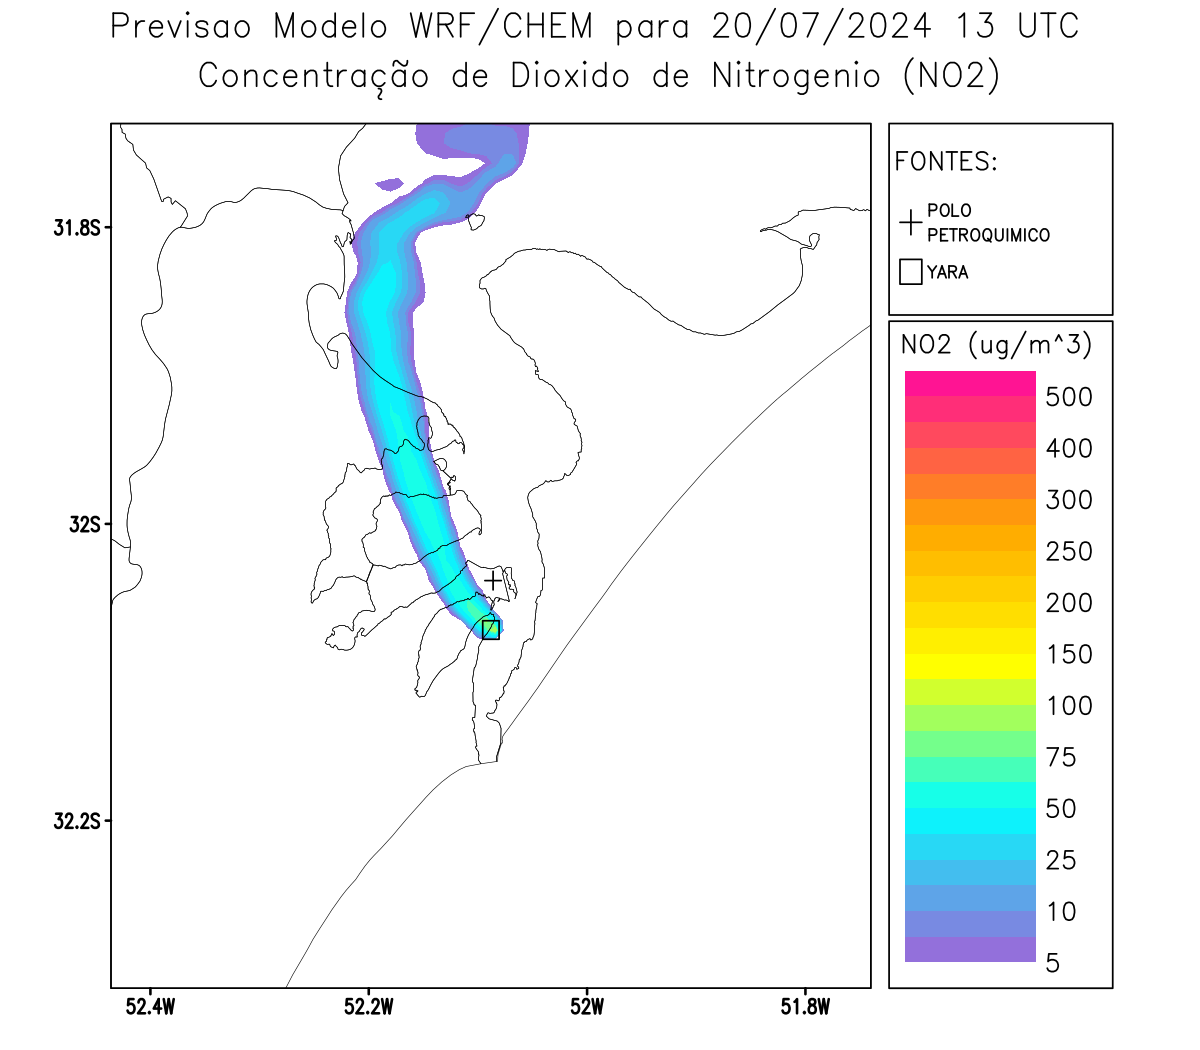 Previsao Modelo WRF/CHEM para 20/07/2024 13 UTC
Concentração de Dioxido de Nitrogenio (NO2)
FONTES:
POLO
PETROQUIMICO
YARA
NO2 (ug/m^3)
500
400
300
250
200
150
100
75
50
25
10
5
31.8S
32S
32.2S
52.4W
52.2W
52W
51.8W